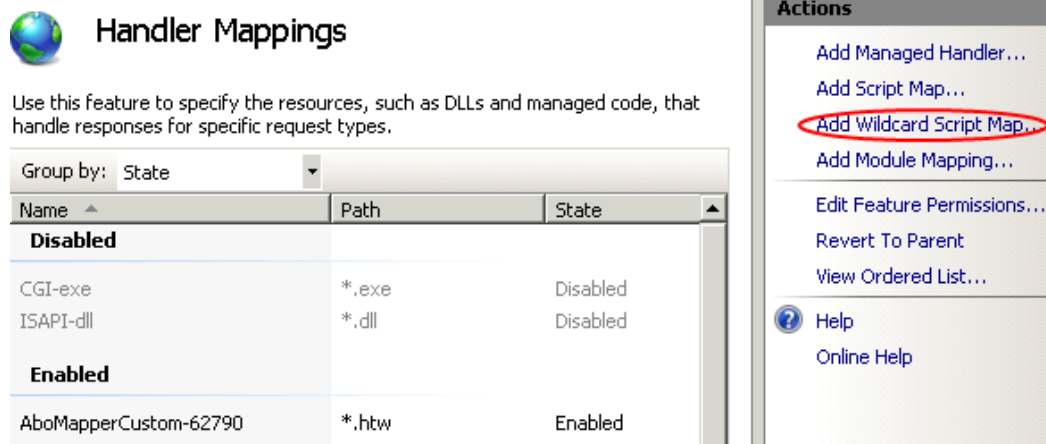 Handler Mappings
Use this feature to specify the resources, such as DLLs and managed code, that
handle responses for specific request types.
Group by: State
Name Path State
Disabled
CGI-exe *.exe Disabled
ISAPI-dll *.dll Disabled
Enabled
AboMapperCustom-62790 *.htw Enabled
Actions
Add Managed Handler...
Add Script Map...
Add Wildcard Script Map...
Add Module Mapping...
Edit Feature Permissions...
Revert To Parent
View Ordered List...
Help
Online Help